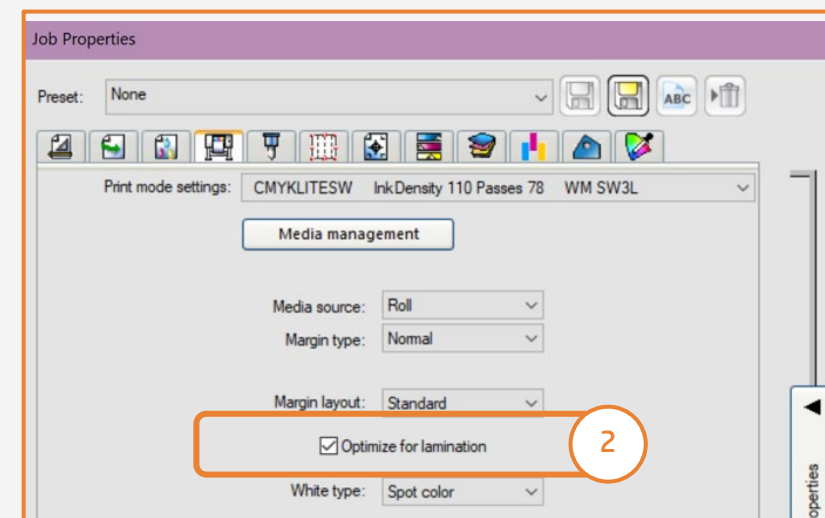 Job Properties
Preset: None
ABC
Print mode settings: CMYKLITESW InkDensity 110 Passes 78 WM SW3L
Media management
Media source: Roll
Margin type: Normal
Margin layout: Standard
Optimize for lamination 2
White type: Spot color
operties